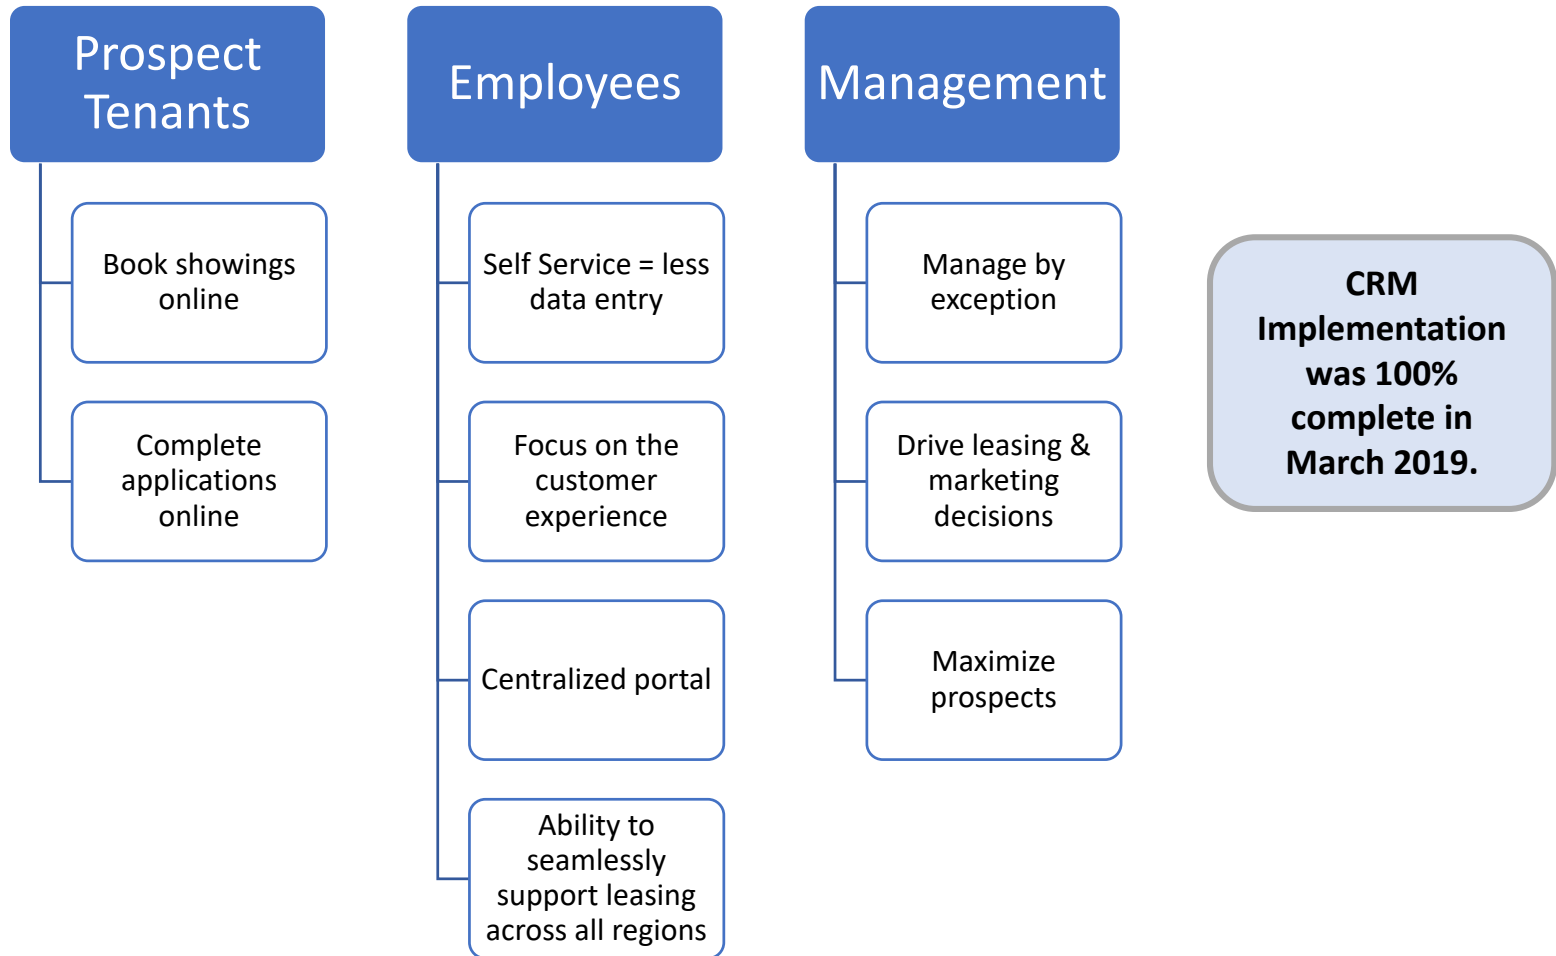 Prospect
Tenants
Book showings
online
Complete
applications
online
Employees
Self Service = less
data entry
Focus on the
customer
experience
Centralized portal
Ability to
seamlessly
support leasing
across all regions
Management
Manage by
exception
Drive leasing &
marketing
decisions
Maximize
prospects
CRM
Implementation
was 100%
complete in
March 2019.